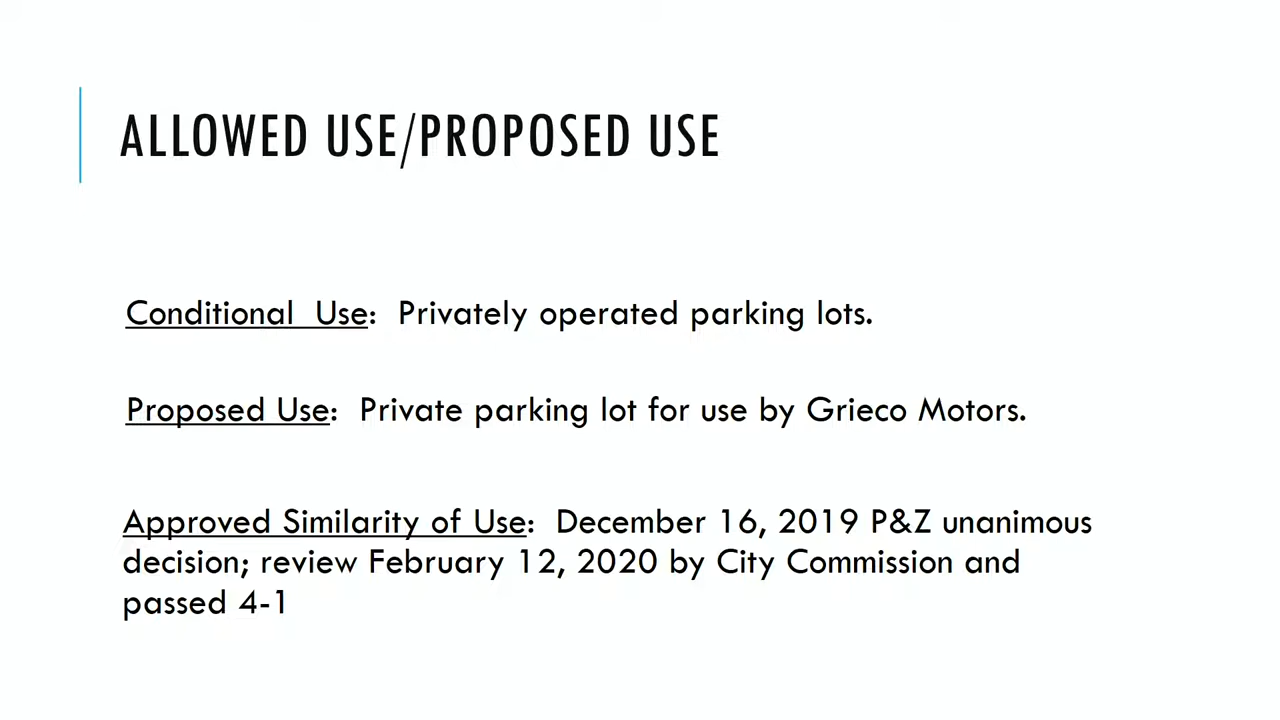 ALLOWED USE/PROPOSED USE
Conditional Use: Privately operated parking lots.
Proposed Use: Private parking lot for use by Grieco Motors.
Approved Similarity of Use: December 16, 2019 P&Z unanimous
decision; review February 12, 2020 by City Commission and
passed 4-1